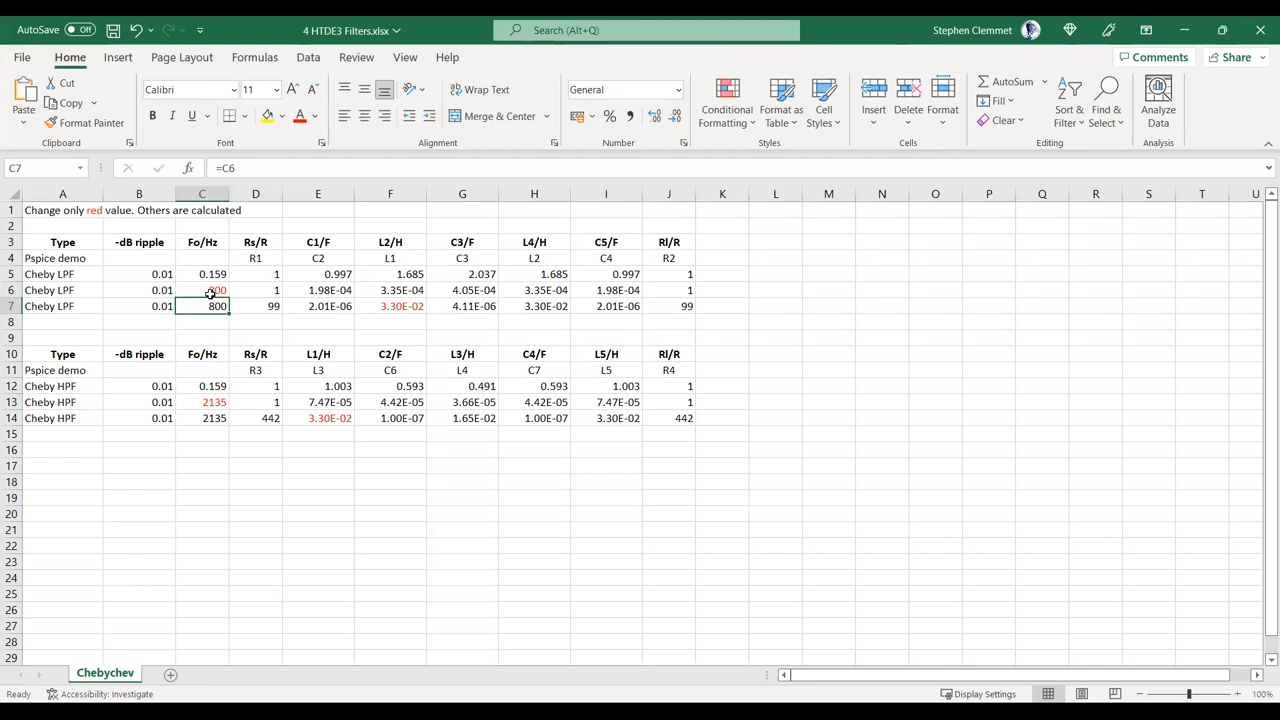 AutoSave Off 4 HTDE3 Filters.xlsx Search (Alt+Q) Stephen Clemmet
File Home Insert Page Layout Formulas Data Review View Help Comments Share
Paste Cut Copy Format Painter Clipboard
Calibri 11 B I U A Font
Wrap Text Merge & Center Alignment
General % Number
Conditional Formatting Format as Table Cell Styles Styles
Insert Delete Format Cells
AutoSum Fill Clear Sort & Filter Find & Select Editing
Analyze Data Analysis
C7 fx =C6
A B C D E F G H I J K L M N O P Q R S T U
1 Change only red value. Others are calculated
2
3 Type -dB ripple Fo/Hz Rs/R C1/F L2/H C3/F L4/H C5/F Rl/R
4 Pspice demo R1 C2 L1 C3 L2 C4 R2
5 Cheby LPF 0.01 0.159 1 0.997 1.685 2.037 1.685 0.997 1
6 Cheby LPF 0.01 1 1.98E-04 3.35E-04 4.05E-04 3.35E-04 1.98E-04 1
7 Cheby LPF 0.01 800 99 2.01E-06 3.30E-02 4.11E-06 3.30E-02 2.01E-06 99
8
9
10 Type -dB ripple Fo/Hz Rs/R L1/H C2/F L3/H C4/F L5/H Rl/R
11 Pspice demo R3 L3 C6 L4 C7 L5 R4
12 Cheby HPF 0.01 0.159 1 1.003 0.593 0.491 0.593 1.003 1
13 Cheby HPF 0.01 2135 1 7.47E-05 4.42E-05 3.66E-05 4.42E-05 7.47E-05 1
14 Cheby HPF 0.01 2135 442 3.30E-02 1.00E-07 1.65E-02 1.00E-07 3.30E-02 442
15
16
17
18
19
20
21
22
23
24
25
26
27
28
29
Chebychev
Ready Accessibility: Investigate Display Settings 100%